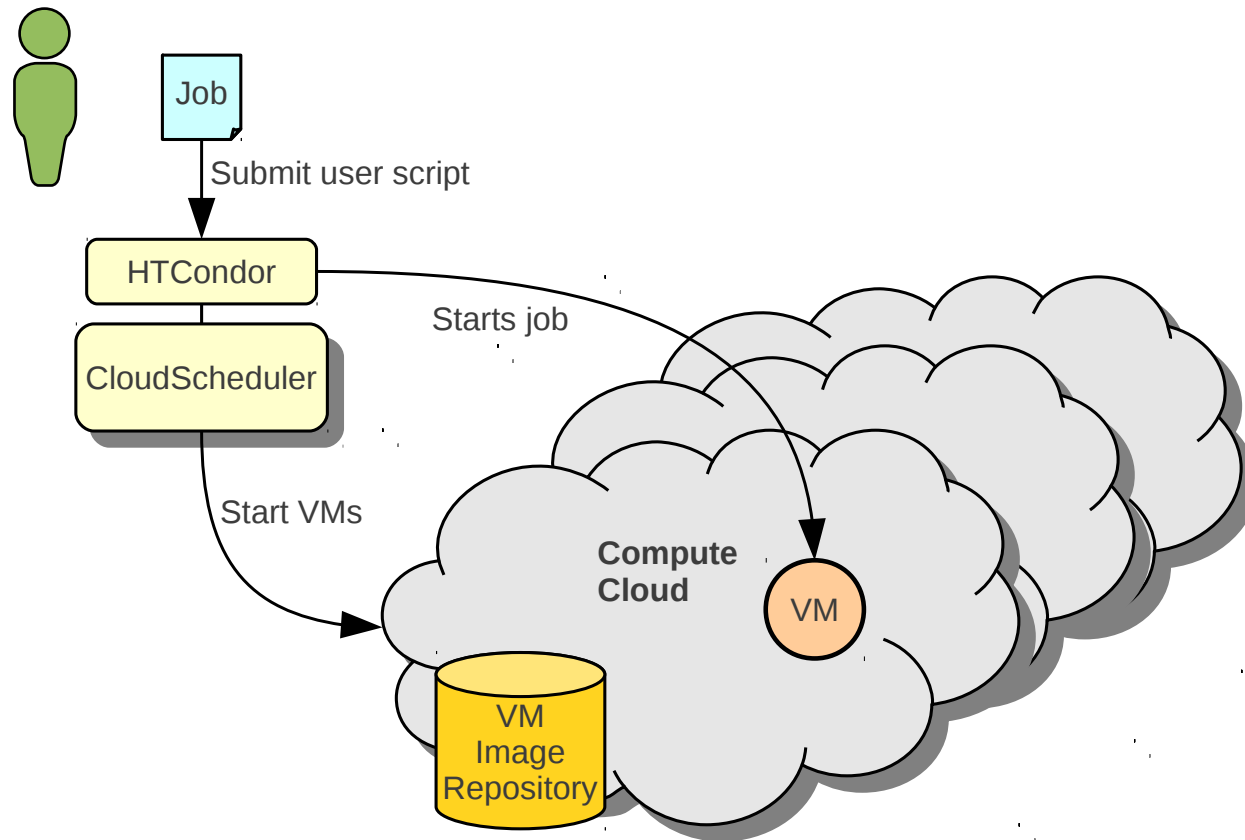 Job
Submit user script
HTCondor
Starts job
CloudScheduler
Start VMs
Compute
Cloud
VM
VM
Image
Repository